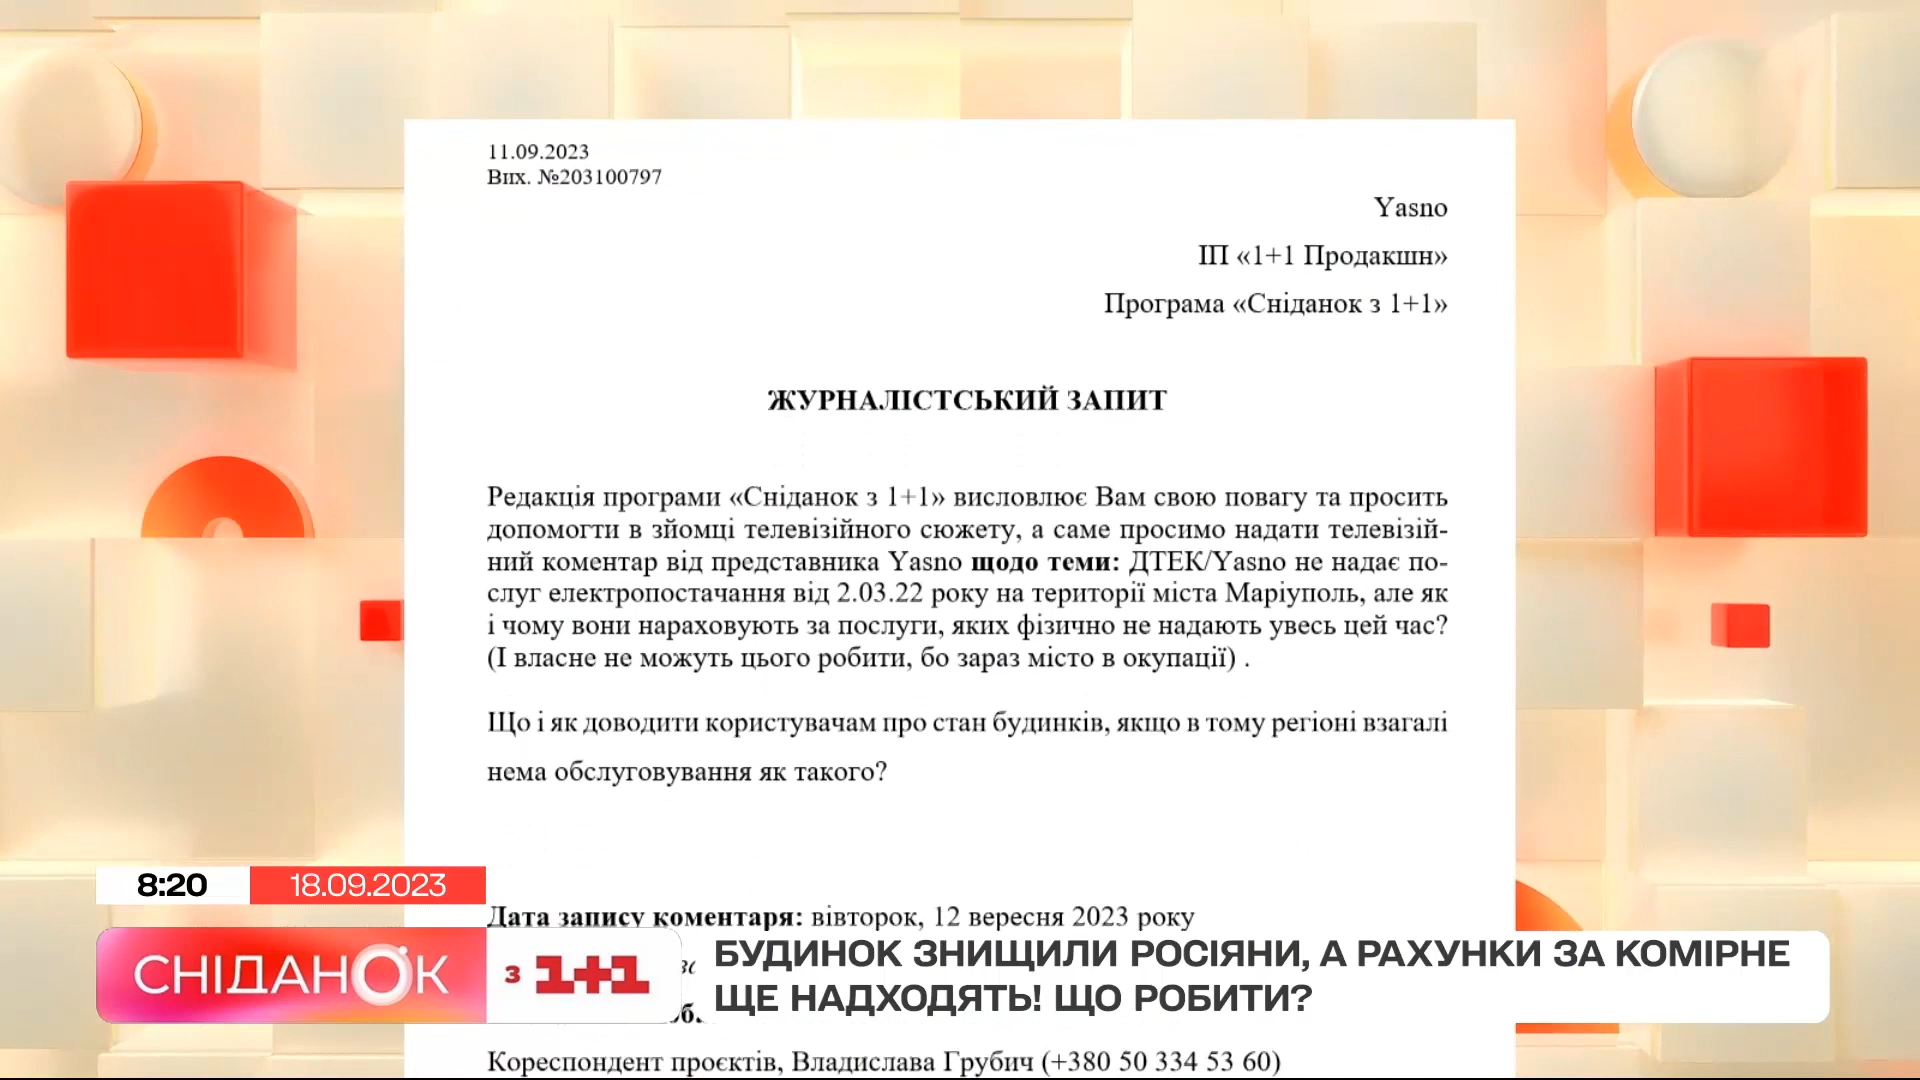 11.09.2023
Вих. №203100797
Yasno
ІП «1+1 Продакшн»
Програма «Сніданок з 1+1»
ЖУРНАЛІСТСЬКИЙ ЗАПИТ
Редакція програми «Сніданок з 1+1» висловлює Вам свою повагу та просить
допомогти в зйомці телевізійного сюжету, а саме просимо надати телевізій-
ний коментар від представника Yasno щодо теми: ДТЕК/Yasno не надає по-
слуг електропостачання від 2.03.22 року на території міста Маріуполь, але як
і чому вони нараховують за послуги, яких фізично не надають увесь цей час?
(І власне не можуть цього робити, бо зараз місто в окупації) .
Що і як доводити користувачам про стан будинків, якщо в тому регіоні взагалі
нема обслуговування як такого?
8:20 18.09.2023
Дата запису коментаря: вівторок, 12 вересня 2023 року
СНІДАНОК з 1+1
БУДИНОК ЗНИЩИЛИ РОСІЯНИ, А РАХУНКИ ЗА КОМІРНЕ
ЩЕ НАДХОДЯТЬ! ЩО РОБИТИ?
Кореспондент проєктів, Владислава Грубич (+380 50 334 53 60)